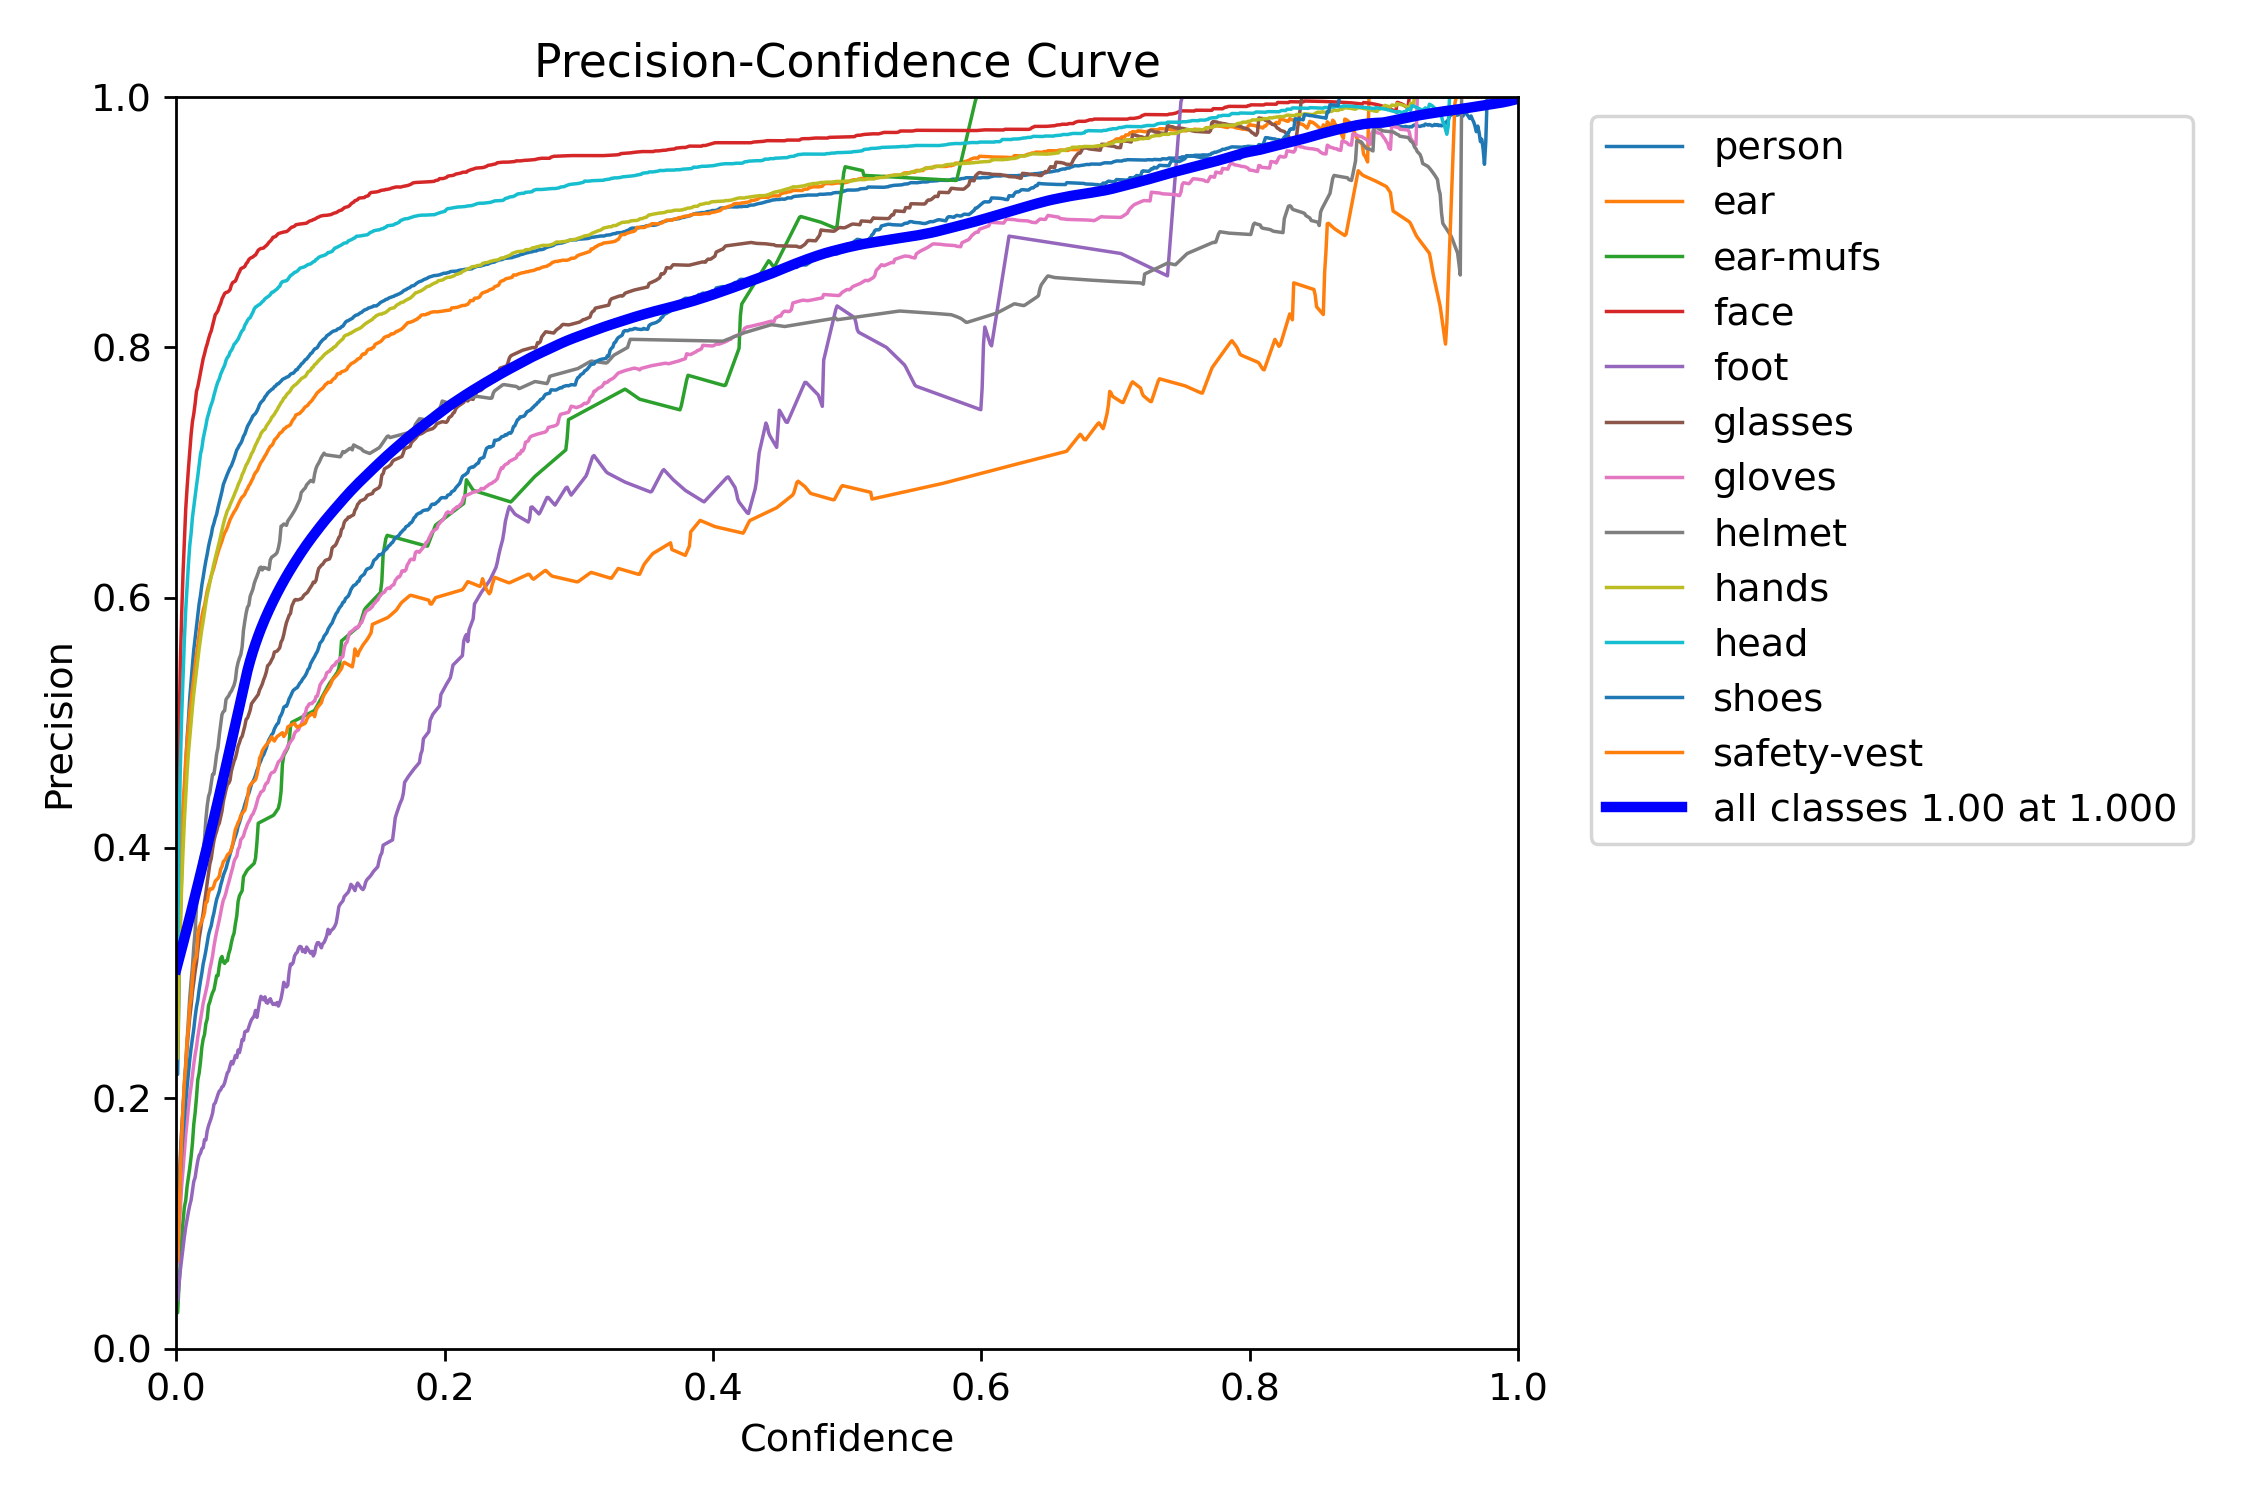 Precision-Confidence Curve
1.0
0.8
0.6
0.4
0.2
0.0
Precision
0.0 0.2 0.4 0.6 0.8 1.0
Confidence
person
ear
ear-mufs
face
foot
glasses
gloves
helmet
hands
head
shoes
safety-vest
all classes 1.00 at 1.000